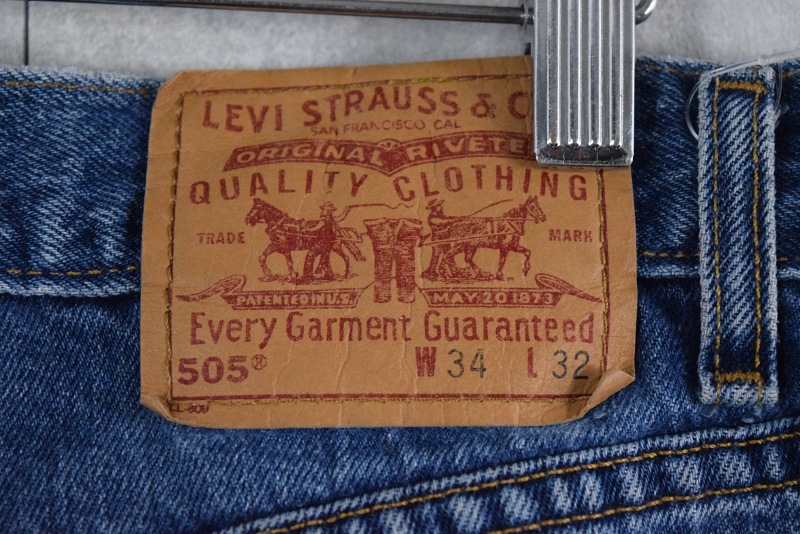 LEVI STRAUSS & C
SAN FRANCISCO, CAL
ORIGINAL RIVETE
QUALITY CLOTHING
TRADE MARK
PATENTED IN U.S. MAY 20 1873
Every Garment Guaranteed
505® W 34 L 32